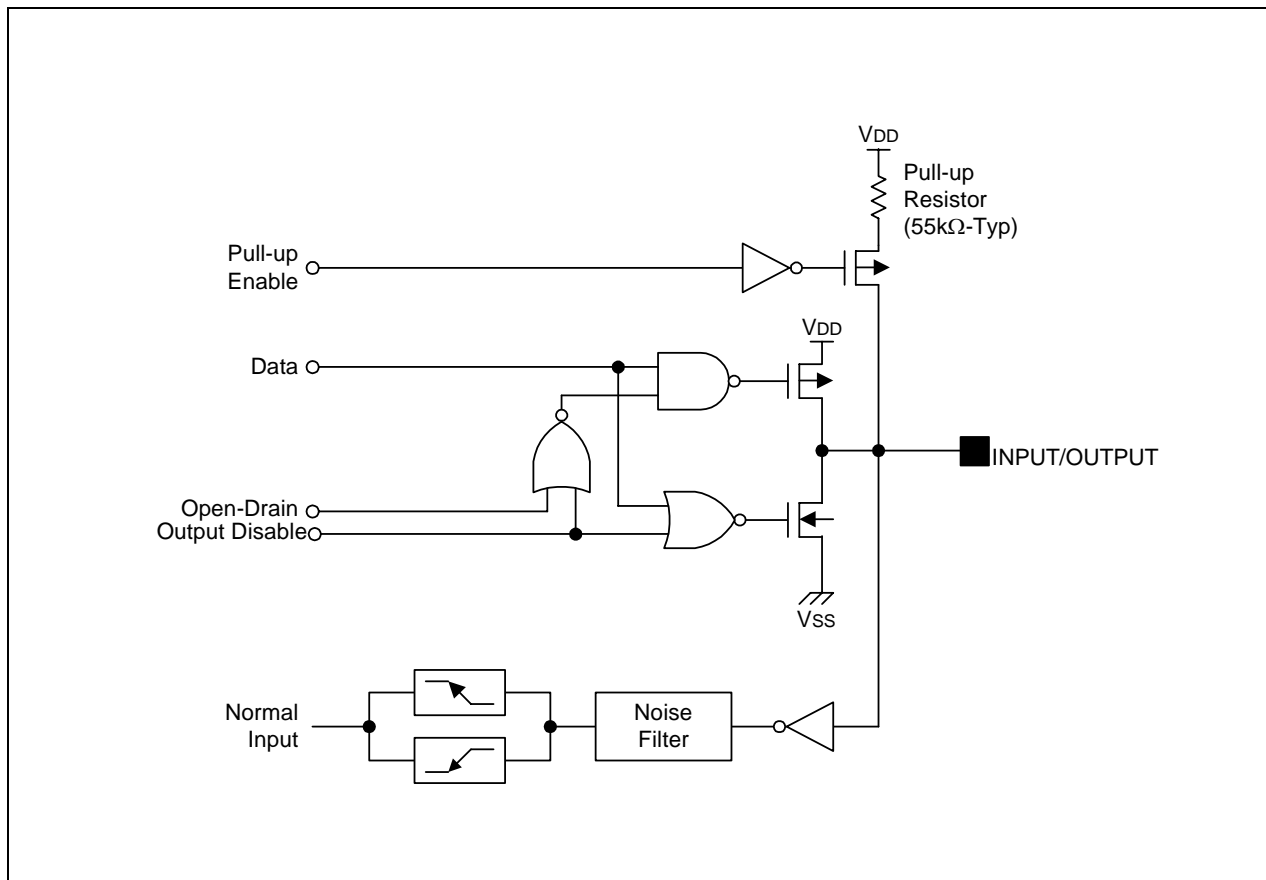 VDD
Pull-up
Resistor
(55kΩ-Typ)
Pull-up
Enable
VDD
Data
INPUT/OUTPUT
Open-Drain
Output Disable
VSS
Normal
Input
Noise
Filter